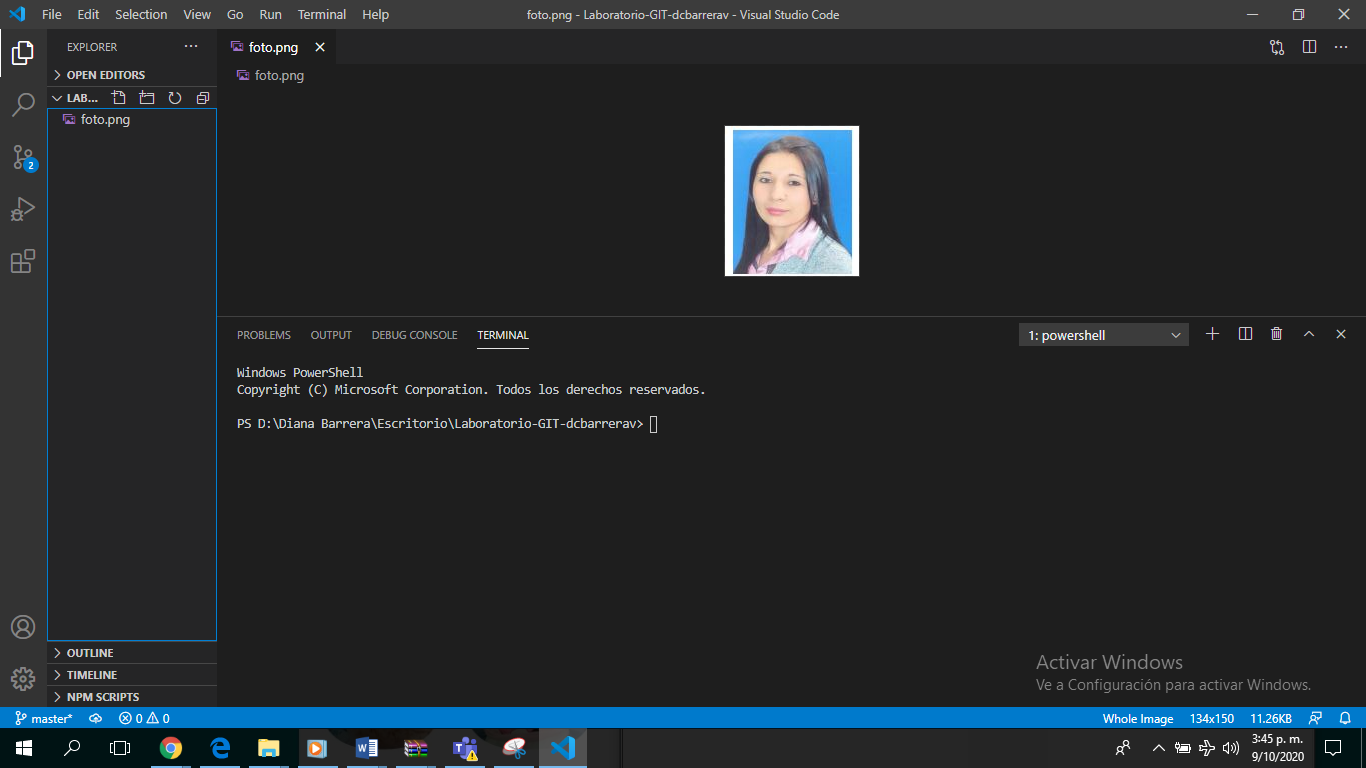 File Edit Selection View Go Run Terminal Help
foto.png - Laboratorio-GIT-dcbarrerav - Visual Studio Code
EXPLORER
OPEN EDITORS
LAB...
foto.png
foto.png
foto.png
2
PROBLEMS OUTPUT DEBUG CONSOLE TERMINAL
1: powershell
Windows PowerShell
Copyright (C) Microsoft Corporation. Todos los derechos reservados.
PS D:\Diana Barrera\Escritorio\Laboratorio-GIT-dcbarrerav>
OUTLINE
TIMELINE
NPM SCRIPTS
Activar Windows
Ve a Configuración para activar Windows.
master* 0 0
Whole Image 134x150 11.26KB
3:45 p. m.
9/10/2020